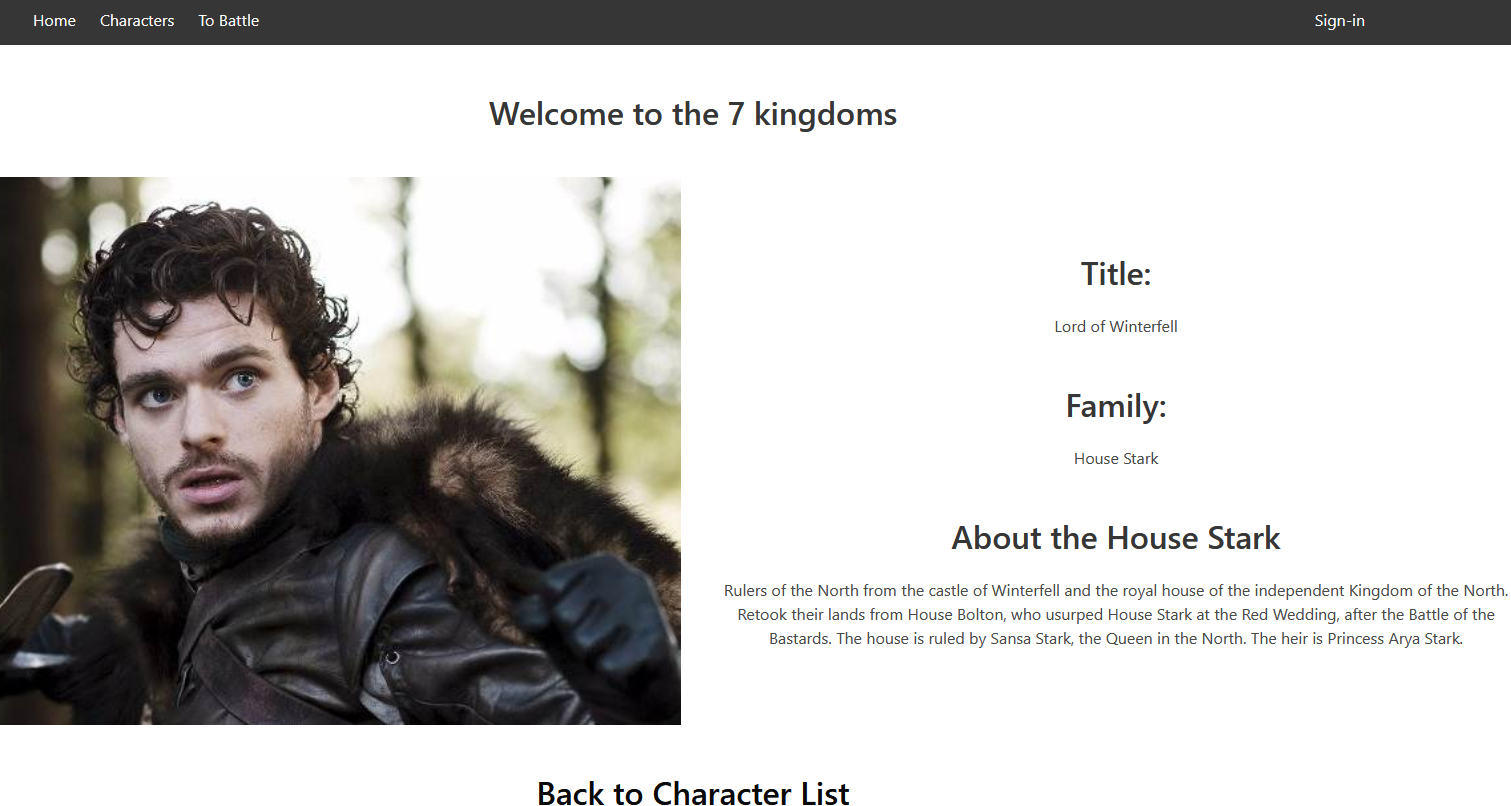 Home Characters To Battle Sign-in
Welcome to the 7 kingdoms
Title:
Lord of Winterfell
Family:
House Stark
About the House Stark
Rulers of the North from the castle of Winterfell and the royal house of the independent Kingdom of the North.
Retook their lands from House Bolton, who usurped House Stark at the Red Wedding, after the Battle of the
Bastards. The house is ruled by Sansa Stark, the Queen in the North. The heir is Princess Arya Stark.
Back to Character List